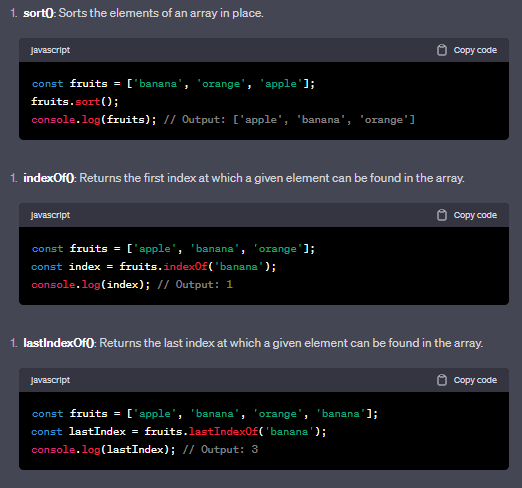 1. sort(): Sorts the elements of an array in place.
javascript Copy code
const fruits = ['banana', 'orange', 'apple'];
fruits.sort();
console.log(fruits); // Output: ['apple', 'banana', 'orange']
1. indexOf(): Returns the first index at which a given element can be found in the array.
javascript Copy code
const fruits = ['apple', 'banana', 'orange'];
const index = fruits.indexOf('banana');
console.log(index); // Output: 1
1. lastIndexOf(): Returns the last index at which a given element can be found in the array.
javascript Copy code
const fruits = ['apple', 'banana', 'orange', 'banana'];
const lastIndex = fruits.lastIndexOf('banana');
console.log(lastIndex); // Output: 3